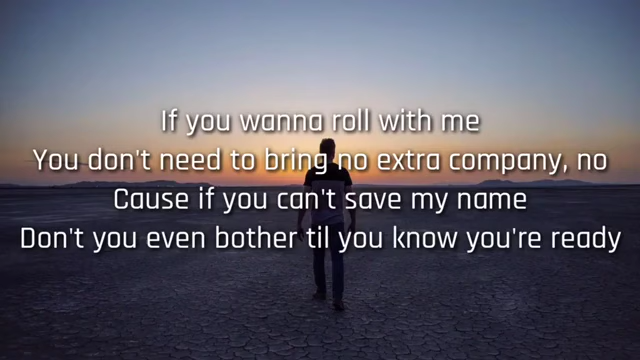 If you wanna roll with me
You don't need to bring no extra company, no
Cause if you can't save my name
Don't you even bother til you know you're ready